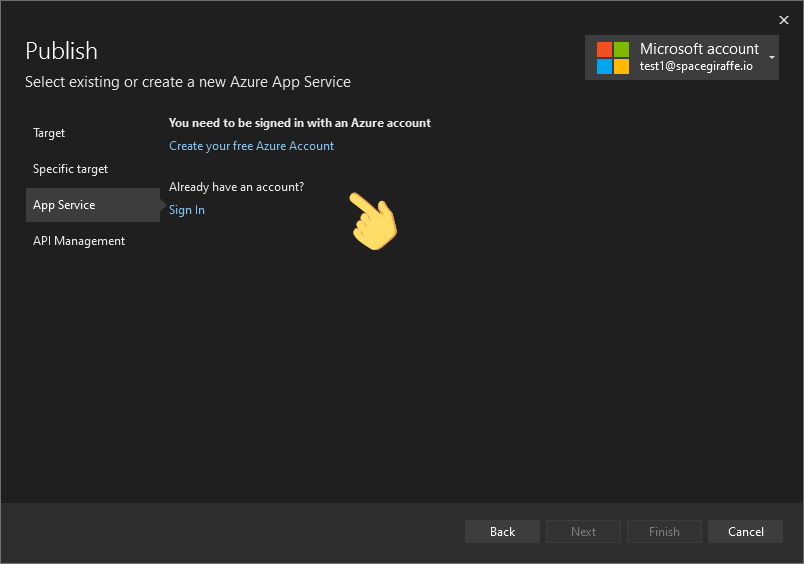 Publish
Select existing or create a new Azure App Service
Microsoft account
test1@spacegiraffe.io
Target
Specific target
App Service
API Management
You need to be signed in with an Azure account
Create your free Azure Account
Already have an account?
Sign In
Back
Next
Finish
Cancel